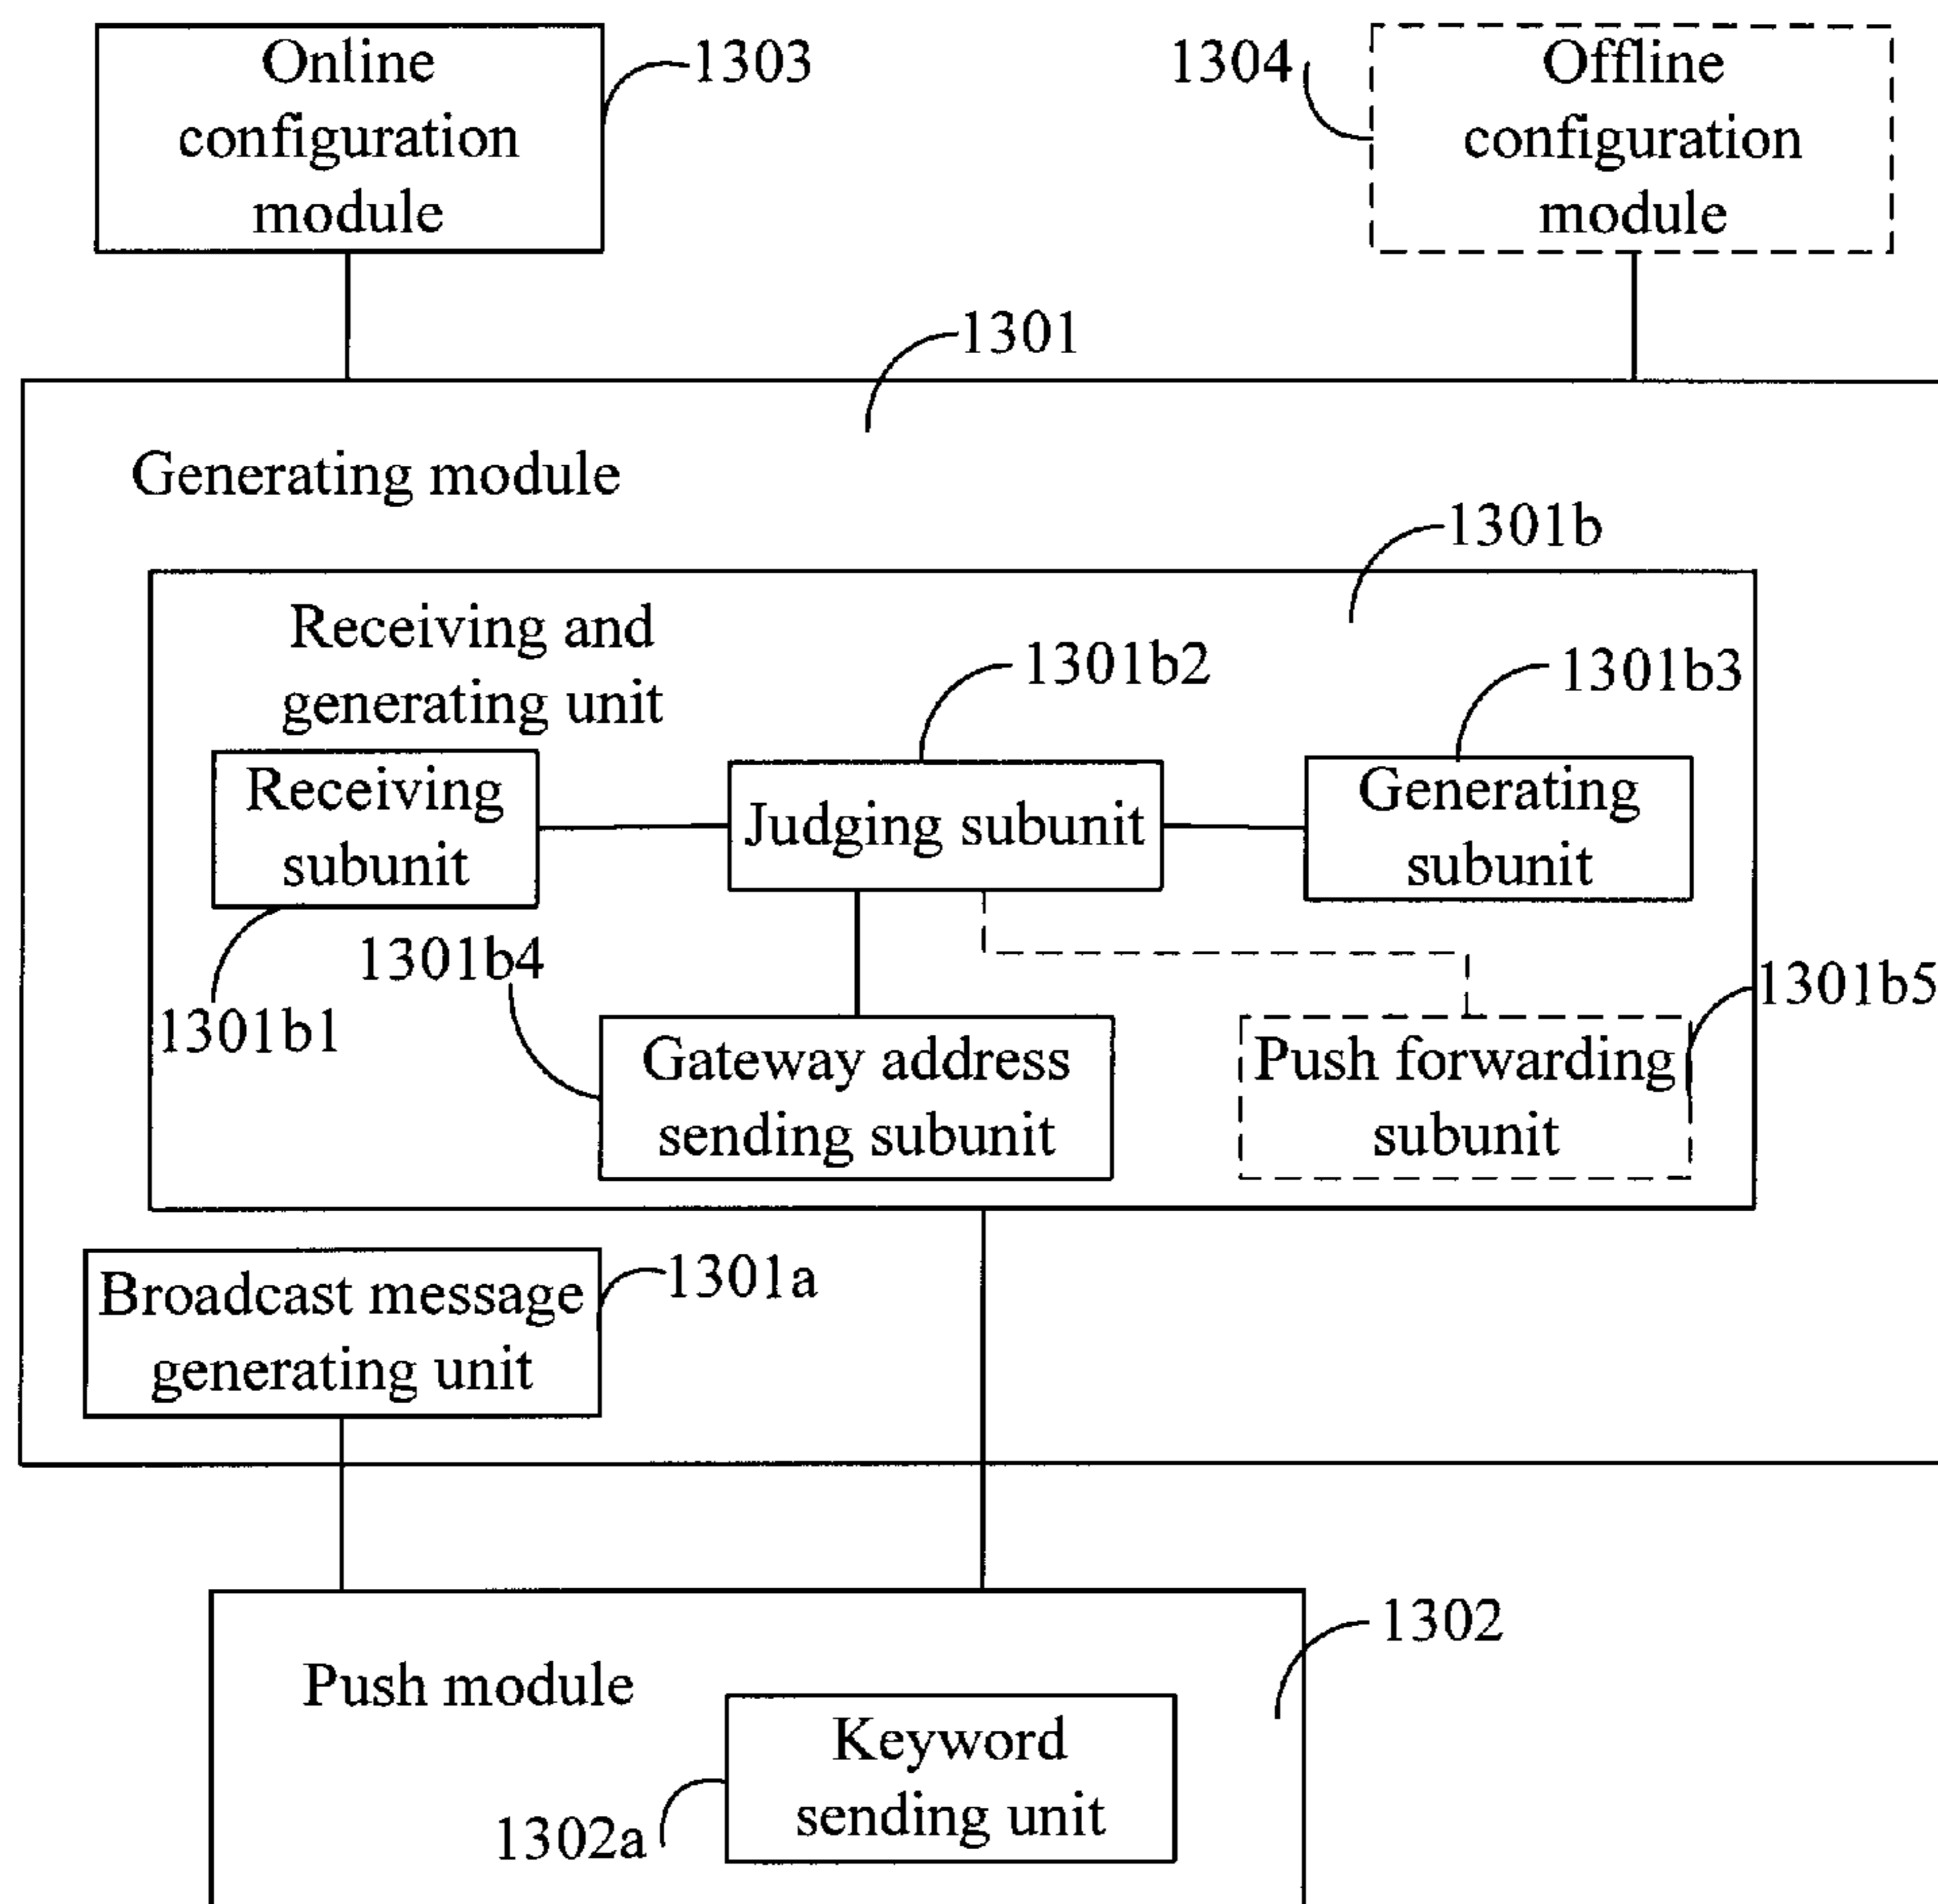 Online
configuration
module
1303
1304
Offline
configuration
module
1301
Generating module
1301b
Receiving and
generating unit
1301b2
1301b3
Receiving
subunit
Judging subunit
Generating
subunit
1301b4
1301b1
1301b5
Gateway address
sending subunit
Push forwarding
subunit
Broadcast message
generating unit
1301a
1302
Push module
Keyword
sending unit
1302a